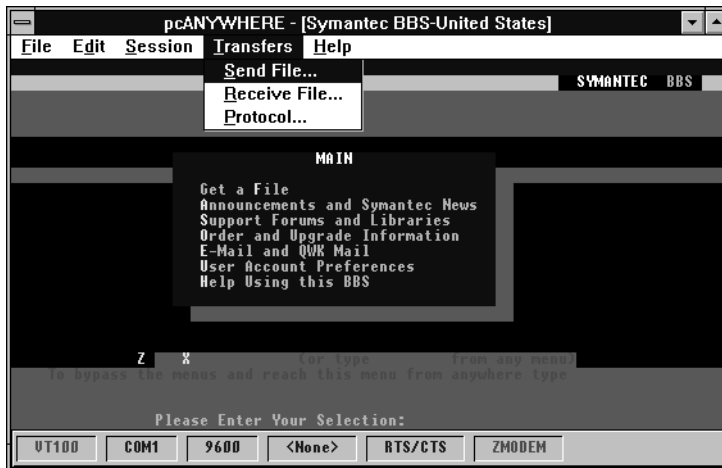 pcANYWHERE - [Symantec BBS-United States]
File Edit Session Transfers Help
Send File...
Receive File...
Protocol...
SYMANTEC BBS
MAIN
Get a File
Announcements and Symantec News
Support Forums and Libraries
Order and Upgrade Information
E-Mail and QWK Mail
User Account Preferences
Help Using this BBS
Z X (or type from any menu)
To bypass the menus and reach this menu from anywhere type
Please Enter Your Selection:
VT100 COM1 9600 <None> RTS/CTS ZMODEM